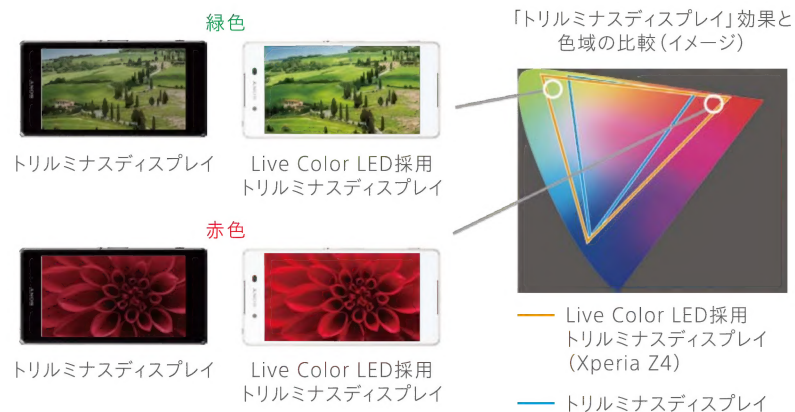 緑色
トリルミナスディスプレイ
Live Color LED採用
トリルミナスディスプレイ
赤色
トリルミナスディスプレイ
Live Color LED採用
トリルミナスディスプレイ
「トリルミナスディスプレイ」効果と
色域の比較（イメージ）
Live Color LED採用
トリルミナスディスプレイ
（Xperia Z4）
トリルミナスディスプレイ